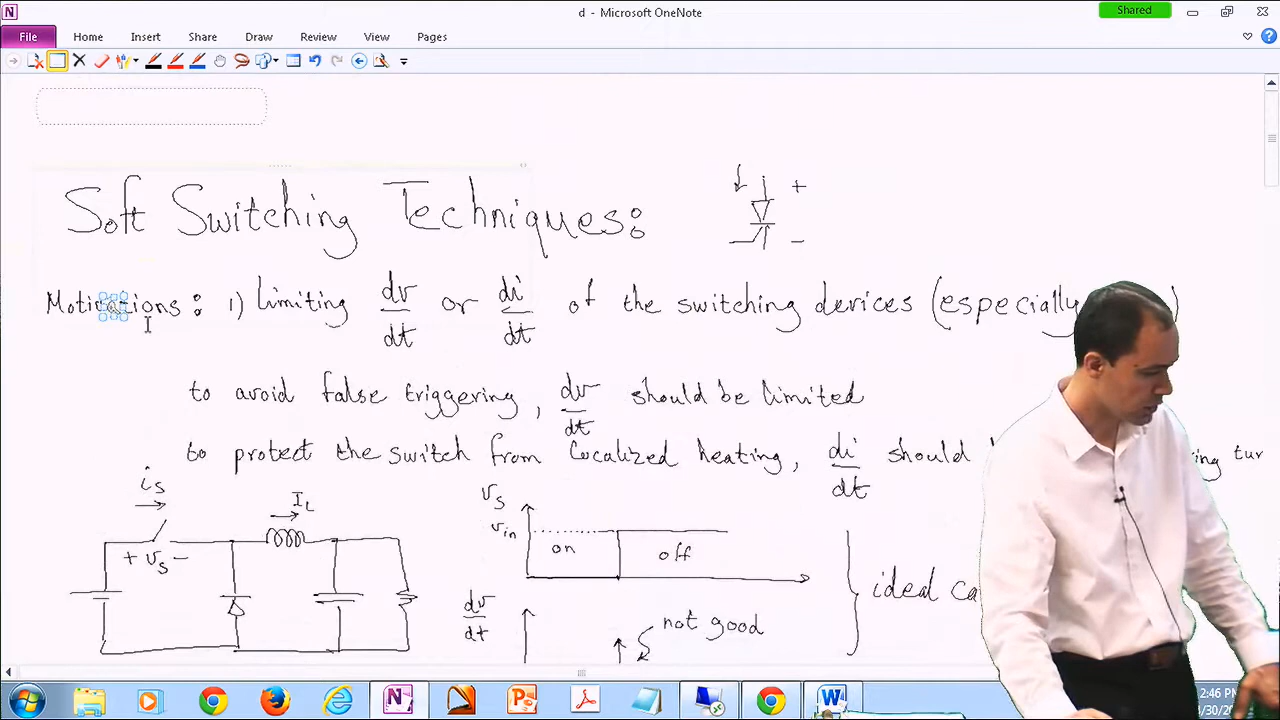 d - Microsoft OneNote
Shared
File Home Insert Share Draw Review View Pages
Soft Switching Techniques:
+
-
Motivations: 1) limiting dv/dt or di/dt of the switching devices (especially )
to avoid false triggering, dv/dt should be limited
to protect the switch from localized heating, di/dt should
is
IL
+ vs -
vs
vin
on off
ideal
dv/dt
not good
2:46 PM